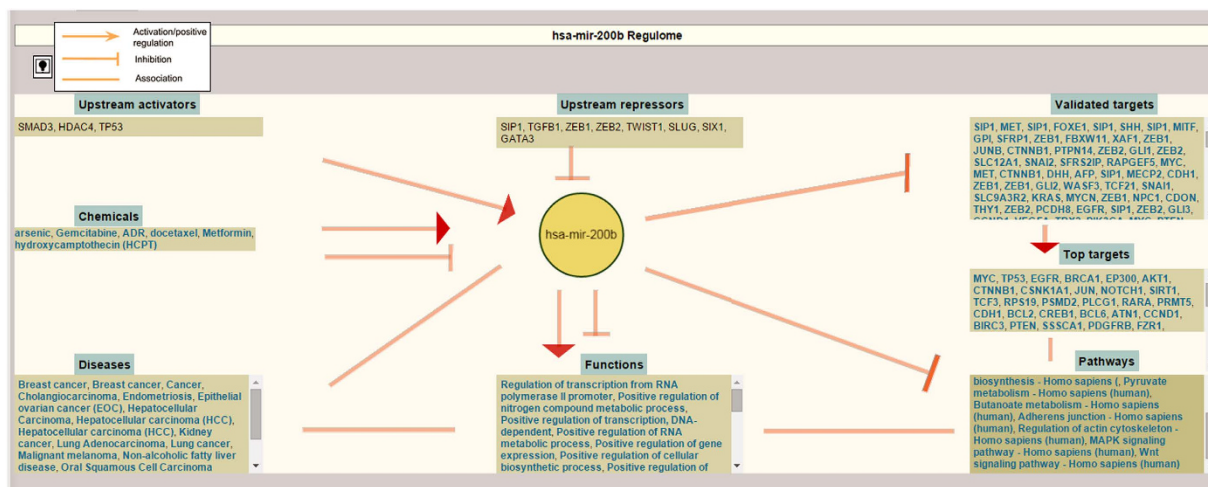 hsa-mir-200b Regulome
Activation/positive
regulation
Inhibition
Association
Upstream activators
SMAD3, HDAC4, TP53
Upstream repressors
SIP1, TGFB1, ZEB1, ZEB2, TWIST1, SLUG, SIX1,
GATA3
Validated targets
SIP1, MET, SIP1, FOXE1, SIP1, SHH, SIP1, MITF,
GPI, SFRP1, ZEB1, FBXW11, XAF1, ZEB1,
JUNB, CTNNB1, PTPN14, ZEB2, GLI1, ZEB2,
SLC12A1, SNAI2, SFRS2IP, RAPGEF5, MYC,
MET, CTNNB1, DHH, AFP, SIP1, MECP2, CDH1,
ZEB1, ZEB1, GLI2, WASF3, TCF21, SNAI1,
SLC9A3R2, KRAS, MYCN, ZEB1, NPC1, CDON,
THY1, ZEB2, PCDH8, EGFR, SIP1, ZEB2, GLI3,
Chemicals
arsenic, Gemcitabine, ADR, docetaxel, Metformin,
hydroxycamptothecin (HCPT)
hsa-mir-200b
Top targets
MYC, TP53, EGFR, BRCA1, EP300, AKT1,
CTNNB1, CSNK1A1, JUN, NOTCH1, SIRT1,
TCF3, RPS19, PSMD2, PLCG1, RARA, PRMT5,
CDH1, BCL2, CREB1, BCL6, ATN1, CCND1,
BIRC3, PTEN, SSSCA1, PDGFRB, FZR1,
Diseases
Breast cancer, Breast cancer, Cancer,
Cholangiocarcinoma, Endometriosis, Epithelial
ovarian cancer (EOC), Hepatocellular
Carcinoma, Hepatocellular carcinoma (HCC),
Hepatocellular carcinoma (HCC), Kidney
cancer, Lung Adenocarcinoma, Lung cancer,
Malignant melanoma, Non-alcoholic fatty liver
disease, Oral Squamous Cell Carcinoma
Functions
Regulation of transcription from RNA
polymerase II promoter, Positive regulation of
nitrogen compound metabolic process,
Positive regulation of transcription, DNA-
dependent, Positive regulation of RNA
metabolic process, Positive regulation of gene
expression, Positive regulation of cellular
biosynthetic process, Positive regulation of
Pathways
biosynthesis - Homo sapiens (, Pyruvate
metabolism - Homo sapiens (human),
Butanoate metabolism - Homo sapiens
(human), Adherens junction - Homo sapiens
(human), Regulation of actin cytoskeleton -
Homo sapiens (human), MAPK signaling
pathway - Homo sapiens (human), Wnt
signaling pathway - Homo sapiens (human)